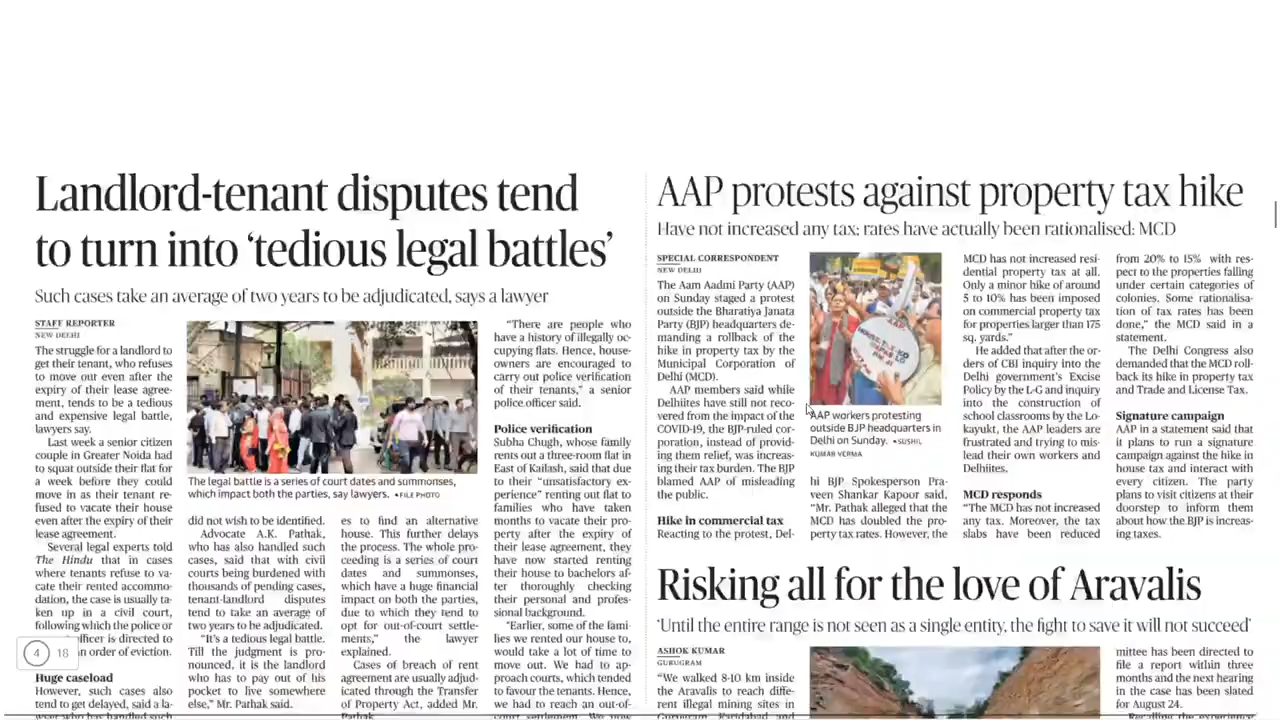 Landlord-tenant disputes tend
to turn into ‘tedious legal battles’
Such cases take an average of two years to be adjudicated, says a lawyer
STAFF REPORTER
NEW DELHI
The struggle for a landlord to
get their tenant, who refuses
to move out even after the
expiry of their lease agree-
ment, tends to be a tedious
and expensive legal battle,
lawyers say.
Last week a senior citizen
couple in Greater Noida had
to squat outside their flat for
a week before they could
move in as their tenant re-
fused to vacate their house
even after the expiry of their
lease agreement.
Several legal experts told
The Hindu that in cases
where tenants refuse to va-
cate their rented accommo-
dation, the case is usually ta-
ken up in a civil court,
following which the police or
officer is directed to
an order of eviction.
Huge caseload
However, such cases also
tend to get delayed, said a la-
The legal battle is a series of court dates and summonses,
which impact both the parties, say lawyers. •FILE PHOTO
did not wish to be identified.
Advocate A.K. Pathak,
who has also handled such
cases, said that with civil
courts being burdened with
thousands of pending cases,
tenant-landlord disputes
tend to take an average of
two years to be adjudicated.
“It’s a tedious legal battle.
Till the judgment is pro-
nounced, it is the landlord
who has to pay out of his
pocket to live somewhere
else,” Mr. Pathak said.
es to find an alternative
house. This further delays
the process. The whole pro-
ceeding is a series of court
dates and summonses,
which have a huge financial
impact on both the parties,
due to which they tend to
opt for out-of-court settle-
ments,” the lawyer
explained.
Cases of breach of rent
agreement are usually adjud-
icated through the Transfer
of Property Act, added Mr.
Pathak.
“There are people who
have a history of illegally oc-
cupying flats. Hence, house-
owners are encouraged to
carry out police verification
of their tenants,” a senior
police officer said.
Police verification
Subha Chugh, whose family
rents out a three-room flat in
East of Kailash, said that due
to their “unsatisfactory ex-
perience” renting out flat to
families who have taken
months to vacate their pro-
perty after the expiry of
their lease agreement, they
have now started renting
their house to bachelors af-
ter thoroughly checking
their personal and profes-
sional background.
“Earlier, some of the fami-
lies we rented our house to,
would take a lot of time to
move out. We had to ap-
proach courts, which tended
to favour the tenants. Hence,
we had to reach an out-of-
AAP protests against property tax hike
Have not increased any tax; rates have actually been rationalised: MCD
SPECIAL CORRESPONDENT
NEW DELHI
The Aam Aadmi Party (AAP)
on Sunday staged a protest
outside the Bharatiya Janata
Party (BJP) headquarters de-
manding a rollback of the
hike in property tax by the
Municipal Corporation of
Delhi (MCD).
AAP members said while
Delhiites have still not reco-
vered from the impact of the
COVID-19, the BJP-ruled cor-
poration, instead of provid-
ing them relief, was increas-
ing their tax burden. The BJP
blamed AAP of misleading
the public.
Hike in commercial tax
Reacting to the protest, Del-
AAP workers protesting
outside BJP headquarters in
Delhi on Sunday. •SUSHIL
KUMAR VERMA
hi BJP Spokesperson Pra-
veen Shankar Kapoor said,
“Mr. Pathak alleged that the
MCD has doubled the pro-
perty tax rates. However, the
MCD has not increased resi-
dential property tax at all.
Only a minor hike of around
5 to 10% has been imposed
on commercial property tax
for properties larger than 175
sq. yards.”
He added that after the or-
ders of CBI inquiry into the
Delhi government’s Excise
Policy by the L-G and inquiry
into the construction of
school classrooms by the Lo-
kayukt, the AAP leaders are
frustrated and trying to mis-
lead their own workers and
Delhiites.
MCD responds
“The MCD has not increased
any tax. Moreover, the tax
slabs have been reduced
from 20% to 15% with res-
pect to the properties falling
under certain categories of
colonies. Some rationalisa-
tion of tax rates has been
done,” the MCD said in a
statement.
The Delhi Congress also
demanded that the MCD roll-
back its hike in property tax
and Trade and License Tax.
Signature campaign
AAP in a statement said that
it plans to run a signature
campaign against the hike in
house tax and interact with
every citizen. The party
plans to visit citizens at their
doorstep to inform them
about how the BJP is increas-
ing taxes.
Risking all for the love of Aravalis
‘Until the entire range is not seen as a single entity, the fight to save it will not succeed’
ASHOK KUMAR
GURUGRAM
“We walked 8-10 km inside
the Aravalis to reach diffe-
rent illegal mining sites in
Gurugram, Faridabad and
mittee has been directed to
file a report within three
months and the next hearing
in the case has been slated
for August 24.
4 18